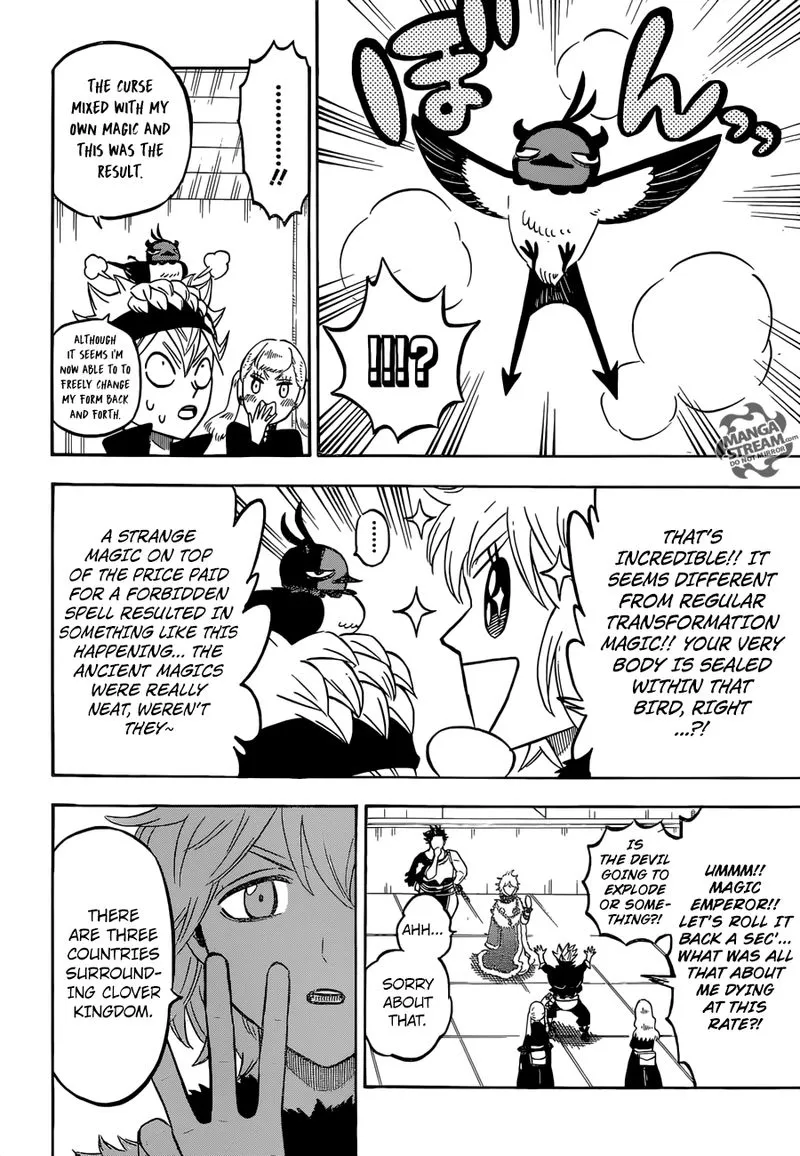 ぼんっっ
!!!?
………!!
THE CURSE
MIXED WITH MY
OWN MAGIC AND
THIS WAS THE
RESULT.
ALTHOUGH
IT SEEMS I'M
NOW ABLE TO TO
FREELY CHANGE
MY FORM BACK
AND FORTH.
MANGA
STREAM.com
DO NOT MIRROR
THAT'S
INCREDIBLE!! IT
SEEMS DIFFERENT
FROM REGULAR
TRANSFORMATION
MAGIC!! YOUR VERY
BODY IS SEALED
WITHIN THAT
BIRD, RIGHT
...?!
......
A STRANGE
MAGIC ON TOP
OF THE PRICE PAID
FOR A FORBIDDEN
SPELL RESULTED IN
SOMETHING LIKE THIS
HAPPENING... THE
ANCIENT MAGICS
WERE REALLY
NEAT, WEREN'T
THEY~
UMMM!!
MAGIC
EMPEROR!!
LET'S ROLL IT
BACK A SEC'...
WHAT WAS ALL
THAT ABOUT
ME DYING
AT THIS
RATE?!
IS
THE DEVIL
GOING TO
EXPLODE
OR SOME-
THING?!
AHH...
SORRY
ABOUT
THAT.
THERE
ARE THREE
COUNTRIES
SURROUND-
ING CLOVER
KINGDOM.